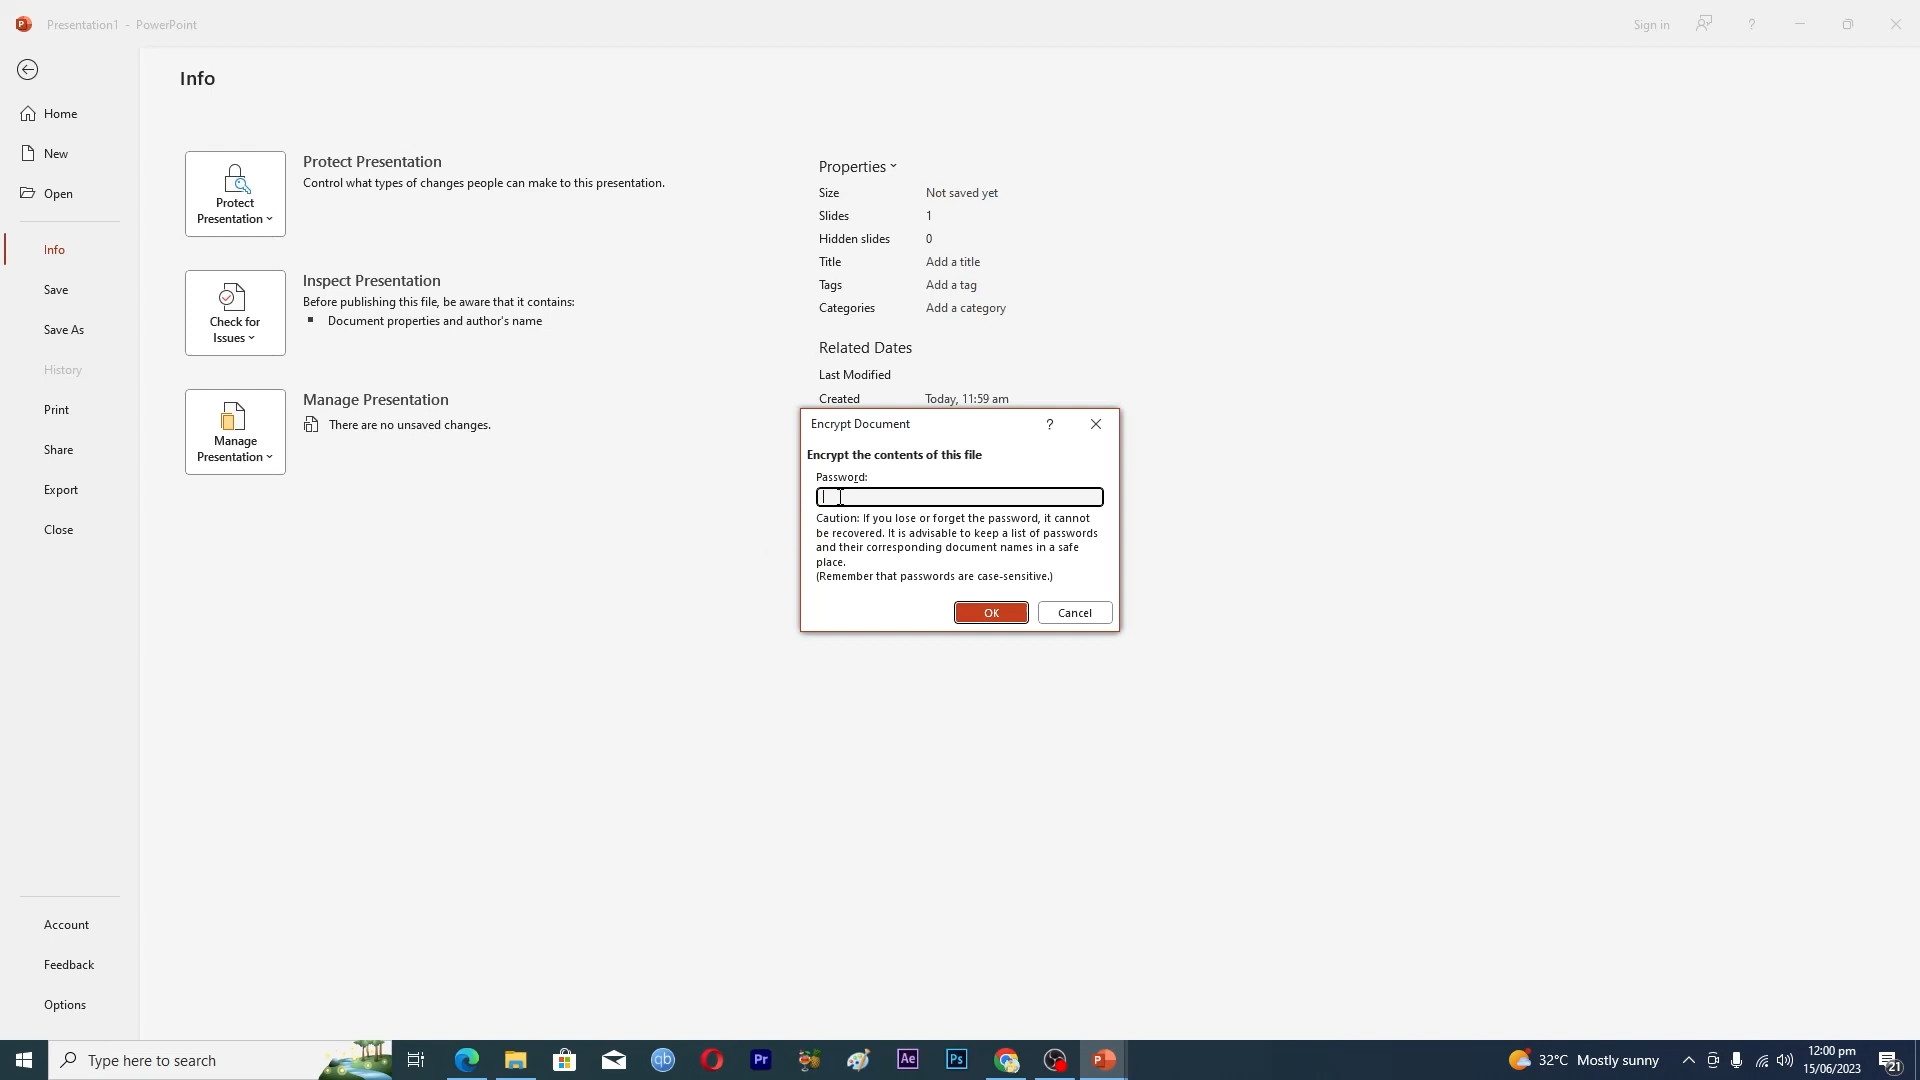 Presentation1 - PowerPoint
Sign in
?
Info
Home
New
Open
Info
Save
Save As
History
Print
Share
Export
Close
Account
Feedback
Options
Protect
Presentation
Protect Presentation
Control what types of changes people can make to this presentation.
Check for
Issues
Inspect Presentation
Before publishing this file, be aware that it contains:
Document properties and author's name
Manage
Presentation
Manage Presentation
There are no unsaved changes.
Properties
Size Not saved yet
Slides 1
Hidden slides 0
Title Add a title
Tags Add a tag
Categories Add a category
Related Dates
Last Modified
Created Today, 11:59 am
Encrypt Document
?
Encrypt the contents of this file
Password:
Caution: If you lose or forget the password, it cannot
be recovered. It is advisable to keep a list of passwords
and their corresponding document names in a safe
place.
(Remember that passwords are case-sensitive.)
OK Cancel
Type here to search
qb
Pr
Ae
Ps
P
32°C Mostly sunny
12:00 pm
15/06/2023
21